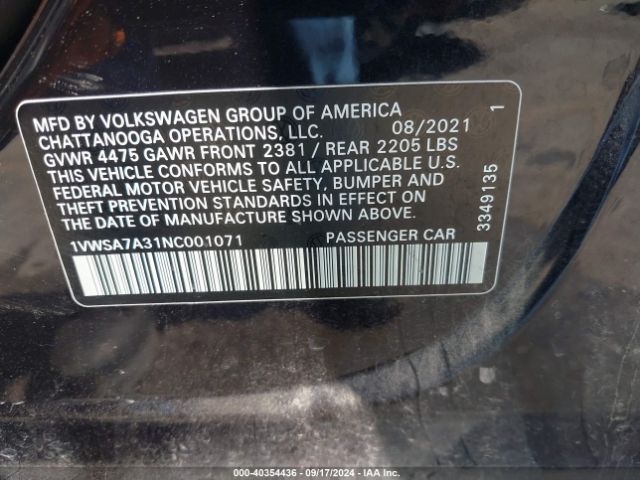 MFD BY VOLKSWAGEN GROUP OF AMERICA
CHATTANOOGA OPERATIONS, LLC. 08/2021 1
GVWR 4475 GAWR FRONT 2381 / REAR 2205 LBS
THIS VEHICLE CONFORMS TO ALL APPLICABLE U.S.
FEDERAL MOTOR VEHICLE SAFETY, BUMPER AND
THEFT PREVENTION STANDARDS IN EFFECT ON
THE DATE OF MANUFACTURE SHOWN ABOVE.
1VWSA7A31NC001071 PASSENGER CAR
3349135
000-40354436 - 09/17/2024 - IAA Inc.